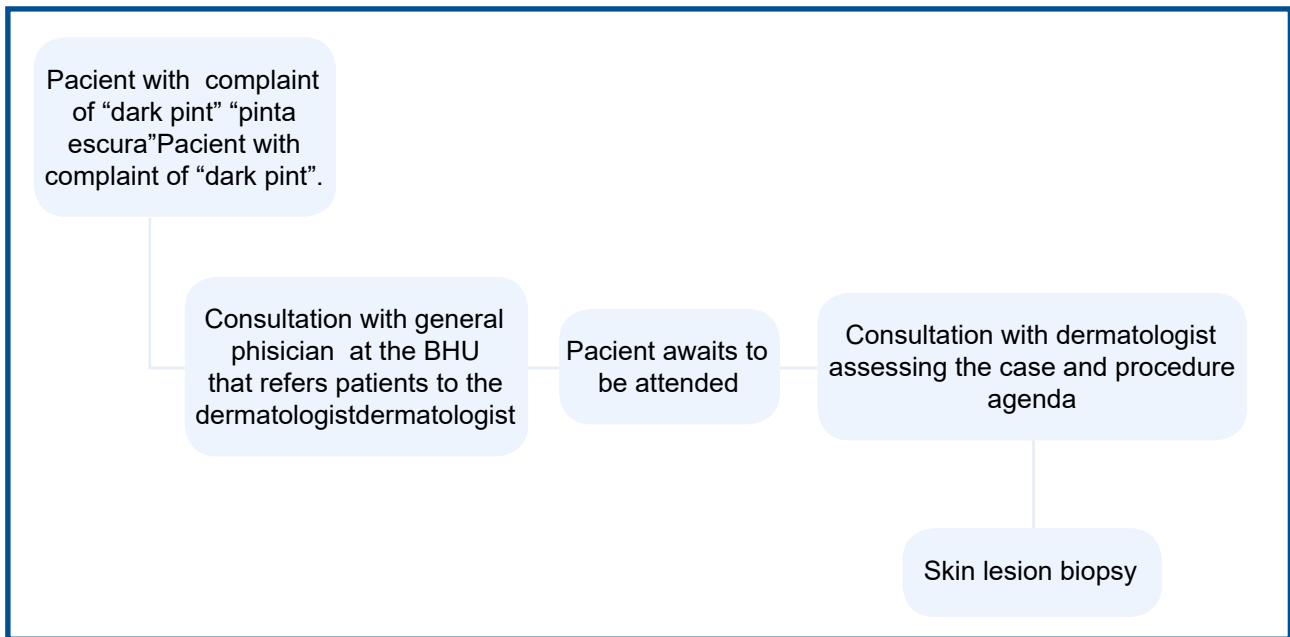 Pacient with  complaint
of “dark pint” “pinta
escura”Pacient with
complaint of “dark pint”.
Consultation with general
phisician  at the BHU
that refers patients to the
dermatologistdermatologist
Pacient awaits to
be attended
Consultation with dermatologist
assessing the case and procedure
agenda
Skin lesion biopsy